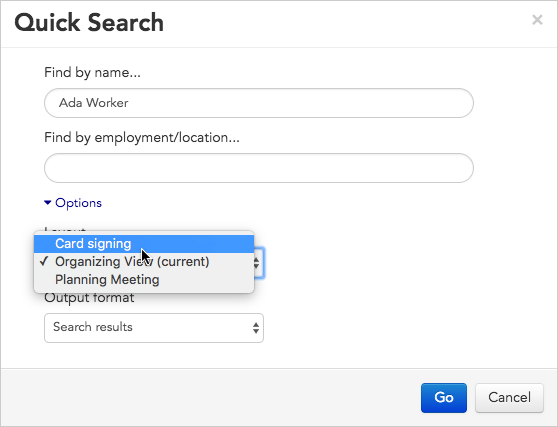 Quick Search
×
Find by name...
Ada Worker
Find by employment/location...
Options
Layout
Card signing
✓ Organizing View (current)
Planning Meeting
Output format
Search results
Go
Cancel